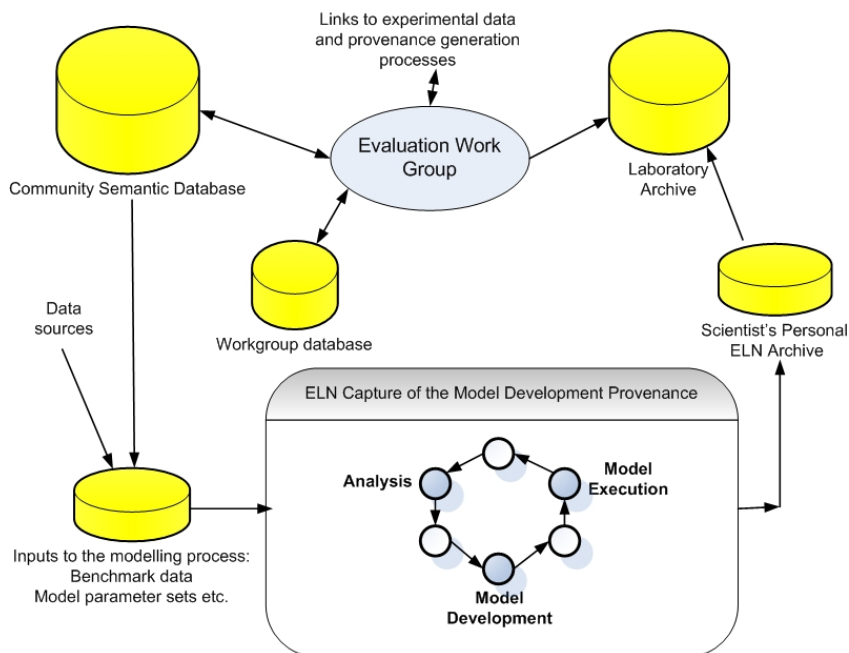 Links to experimental data
and provenance generation
processes
Evaluation Work
Group
Community Semantic Database
Laboratory
Archive
Workgroup database
Data
sources
Scientist's Personal
ELN Archive
ELN Capture of the Model Development Provenance
Analysis
Model
Execution
Model
Development
Inputs to the modelling process:
Benchmark data
Model parameter sets etc.